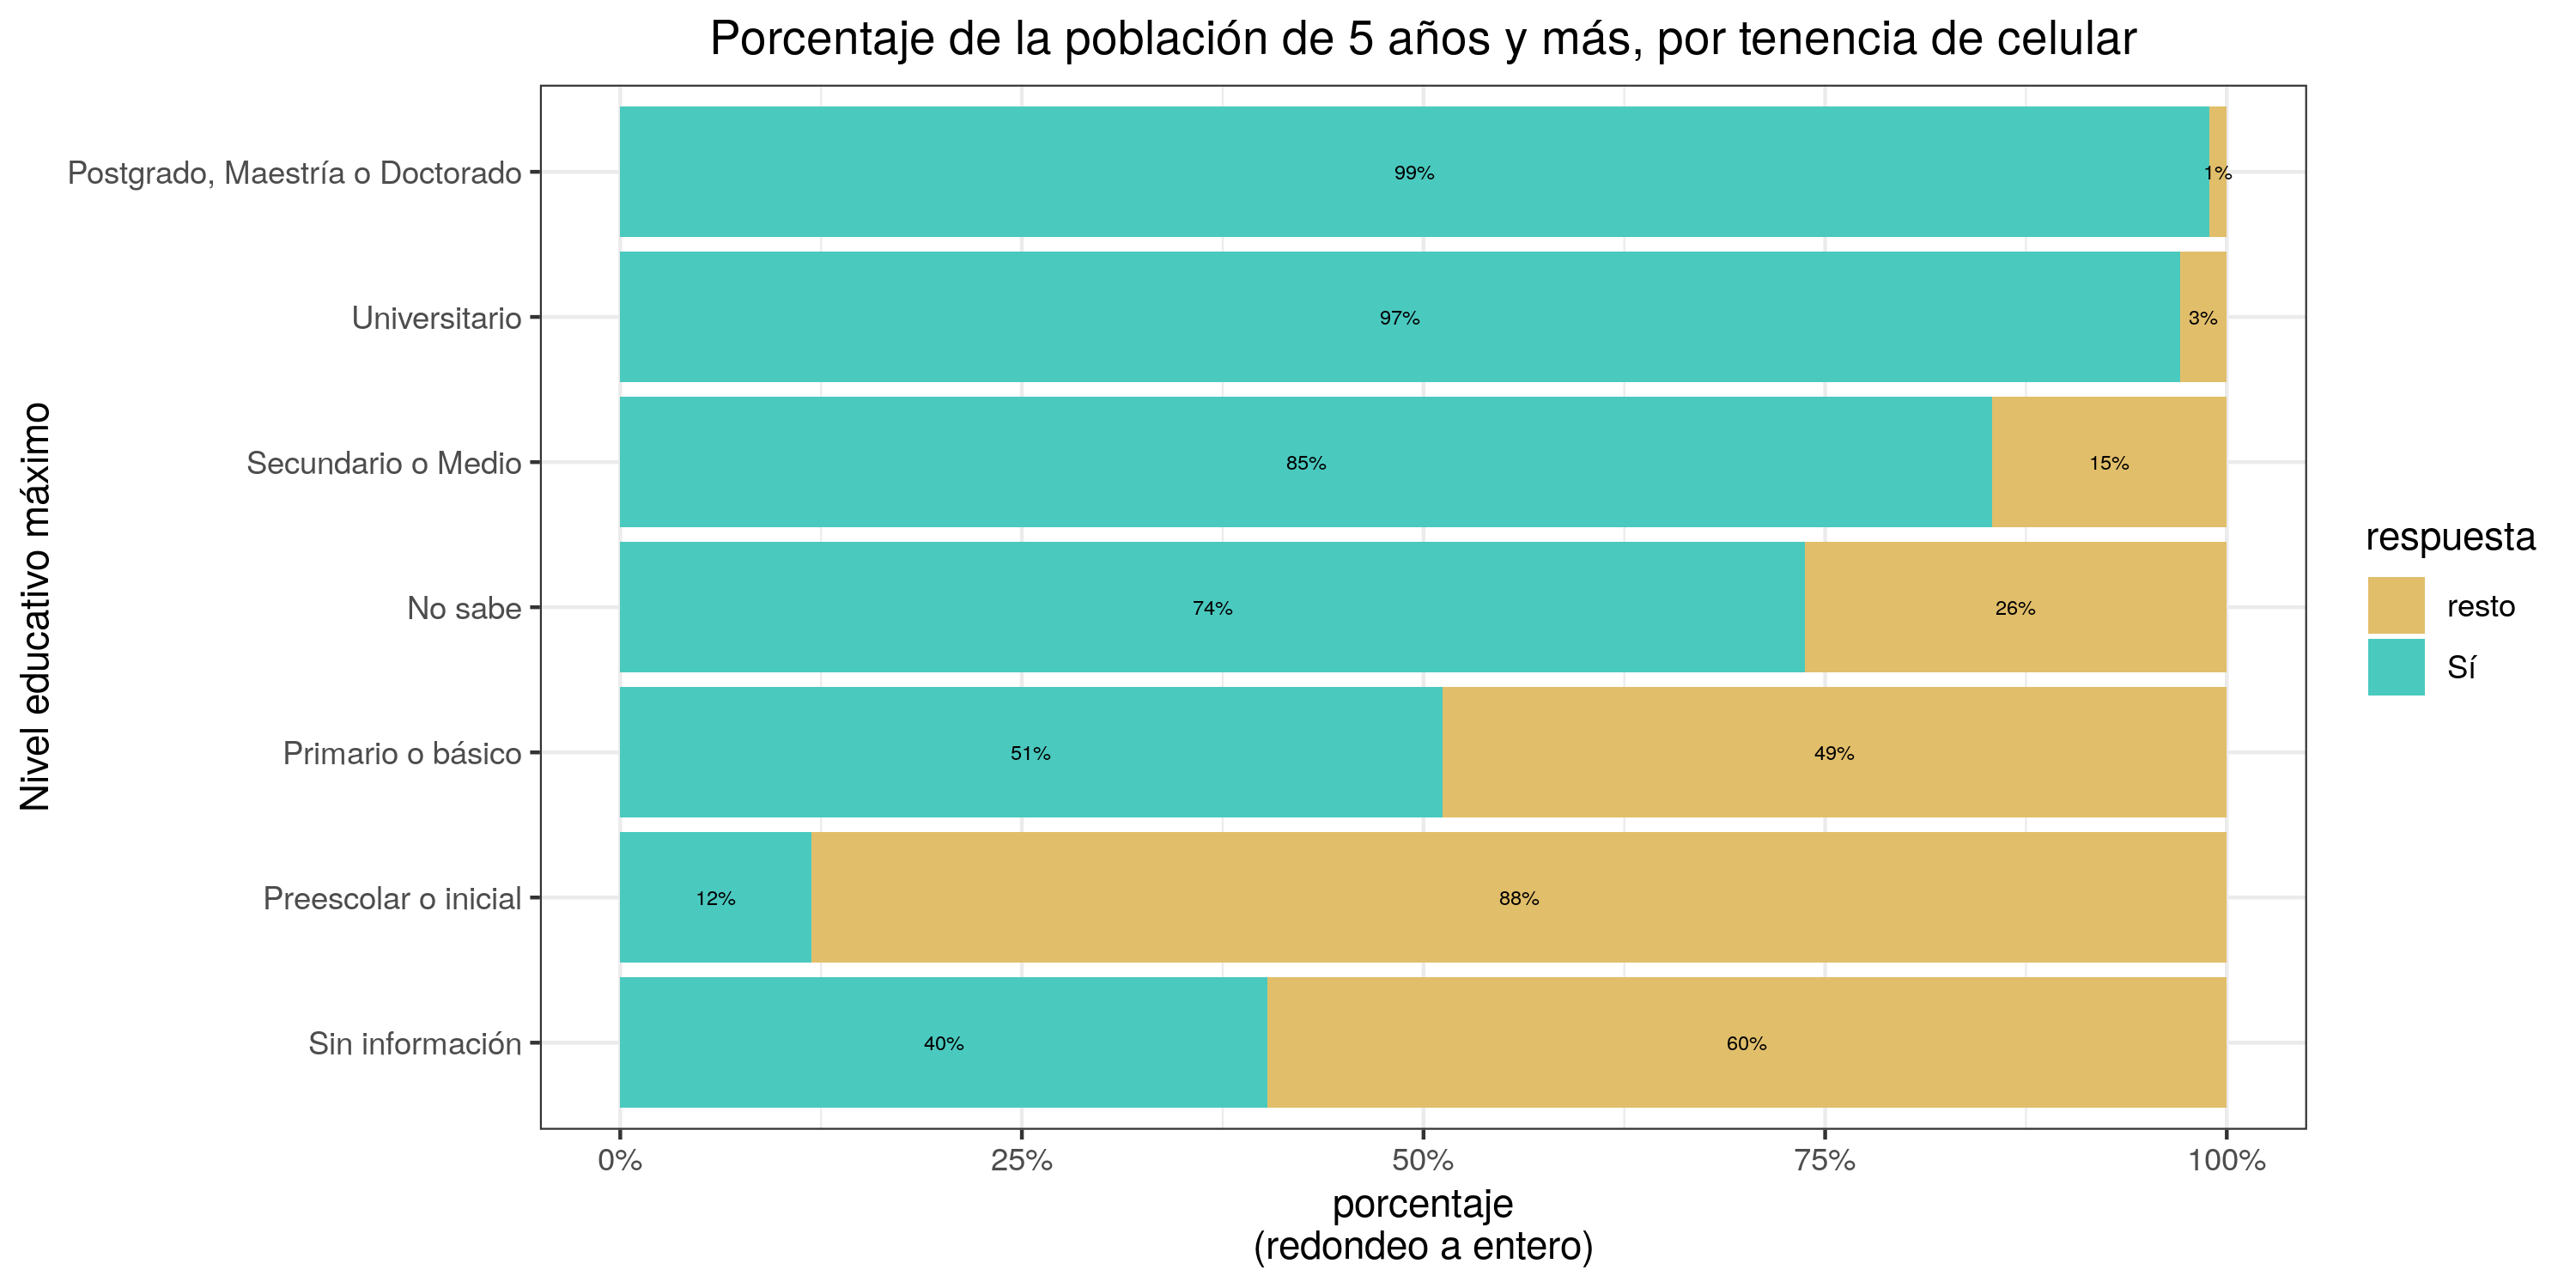 Porcentaje de la población de 5 años y más, por tenencia de celular
Nivel educativo máximo
Postgrado, Maestría o Doctorado
99%
1%
Universitario
97%
3%
Secundario o Medio
85%
15%
No sabe
74%
26%
Primario o básico
51%
49%
Preescolar o inicial
12%
88%
Sin información
40%
60%
0%
25%
50%
75%
100%
porcentaje
(redondeo a entero)
respuesta
resto
Sí